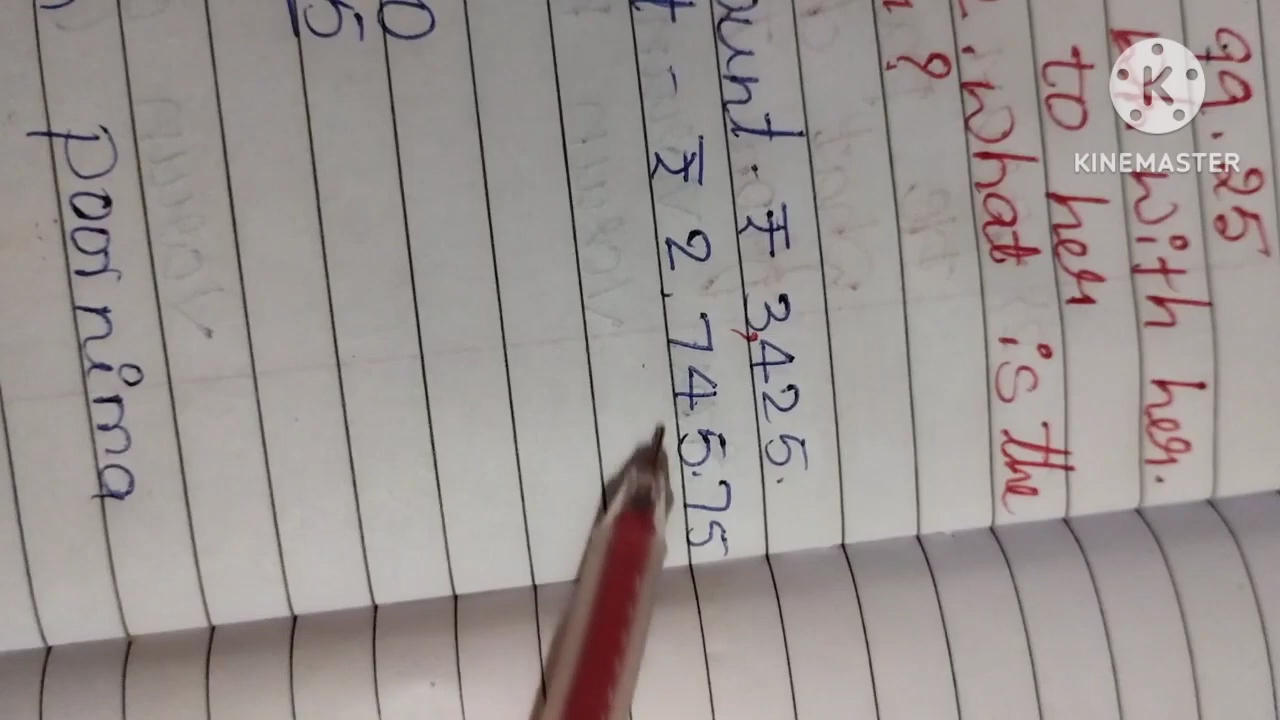 99.25
with her.
to her
what is the
?
unt. ₹ 3,425.
₹ 2.745.75
0
5
poornima
KINEMASTER